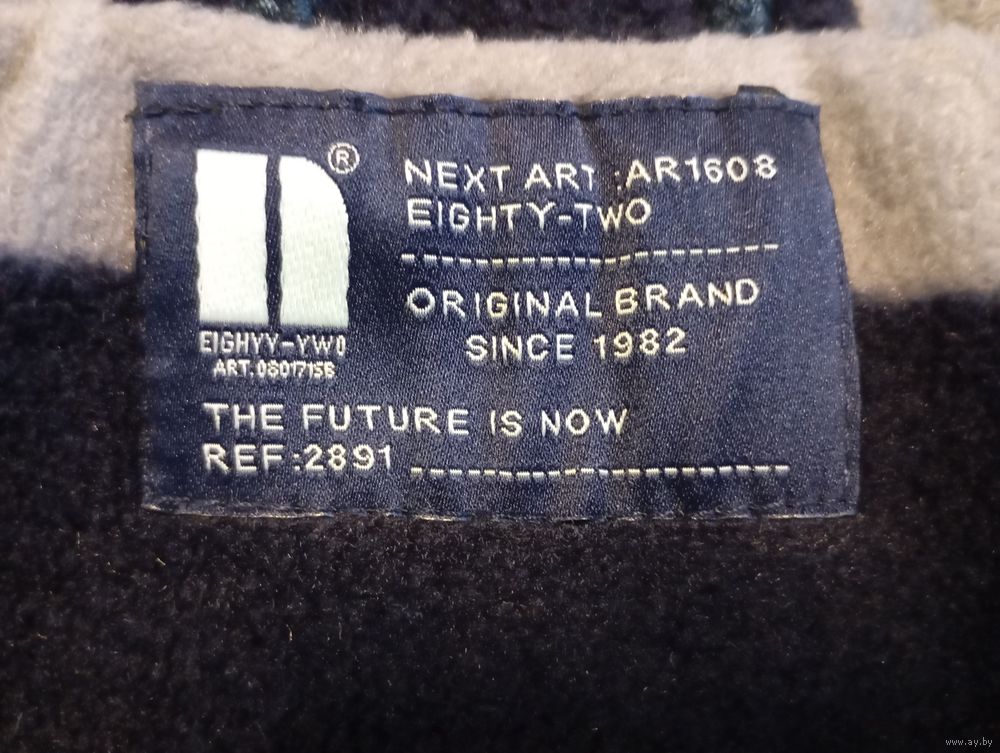 ®
NEXT ART :AR1608
EIGHTY-TWO
ORIGINAL BRAND
SINCE 1982
EIGHYY-YWO
ART.0801715B
THE FUTURE IS NOW
REF:2891
www.ay.by